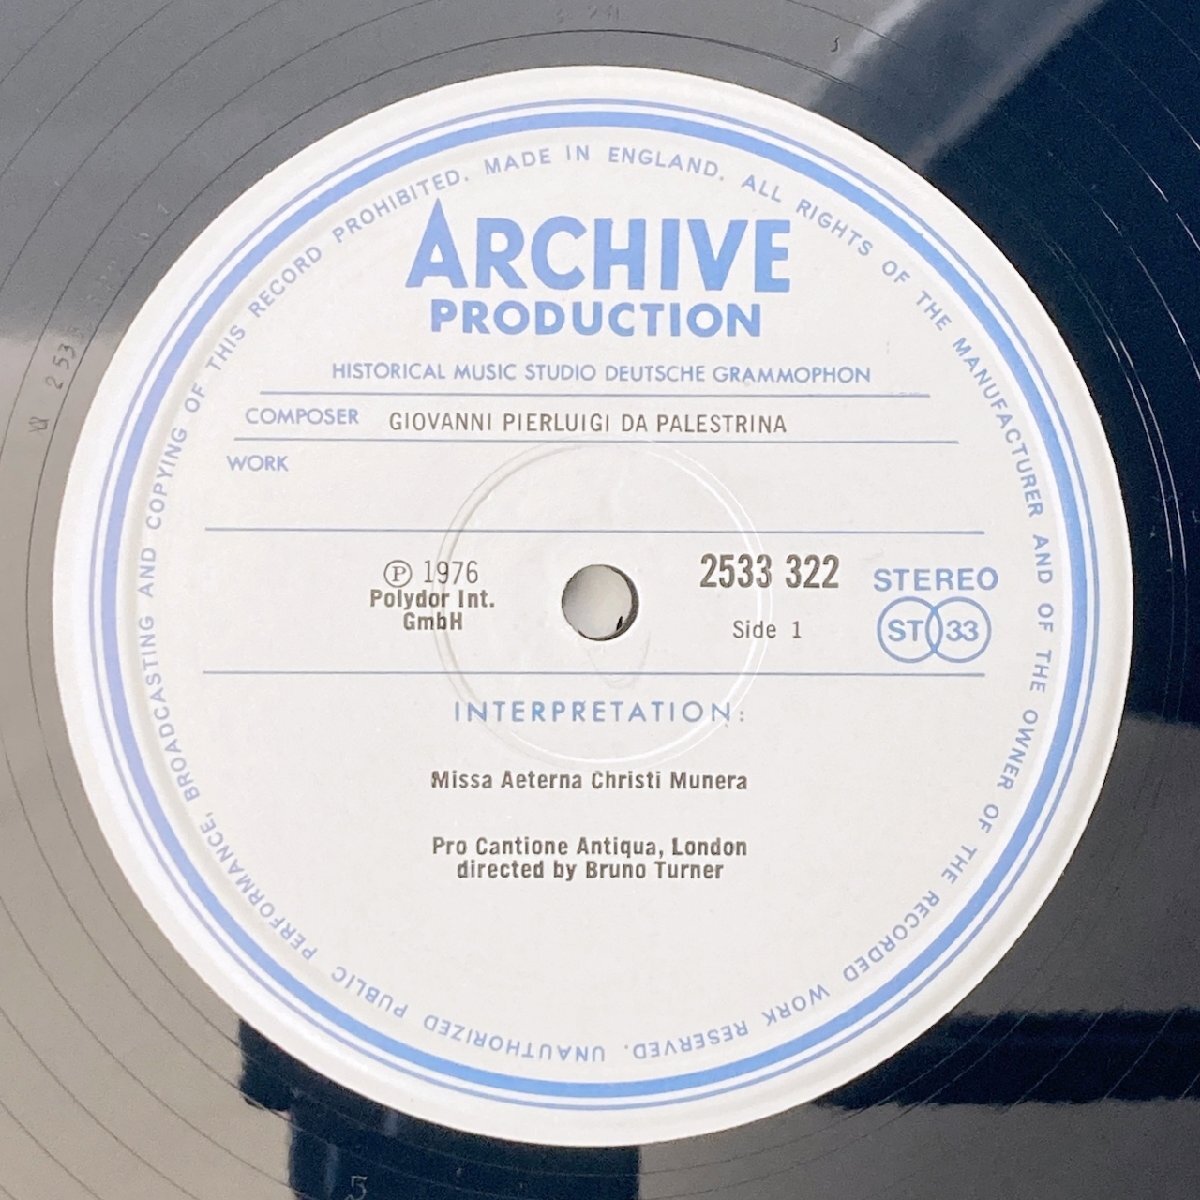 ARCHIVE
PRODUCTION
HISTORICAL MUSIC STUDIO DEUTSCHE GRAMMOPHON
COMPOSER GIOVANNI PIERLUIGI DA PALESTRINA
WORK
℗ 1976
Polydor Int.
GmbH
2533 322
Side 1
STEREO
ST 33
INTERPRETATION:
Missa Aeterna Christi Munera
Pro Cantione Antiqua, London
directed by Bruno Turner
MADE IN ENGLAND. ALL RIGHTS OF THE MANUFACTURER AND OF THE OWNER OF THE RECORDED WORK RESERVED. UNAUTHORIZED PUBLIC PERFORMANCE, BROADCASTING AND COPYING OF THIS RECORD PROHIBITED.